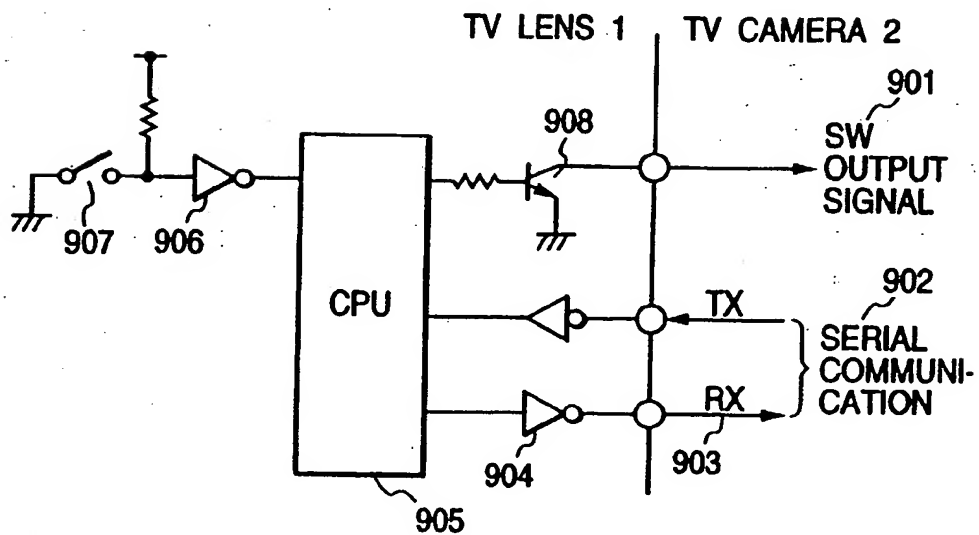 TV LENS 1 TV CAMERA 2
901
SW
OUTPUT
SIGNAL
908
907 906
CPU
902
TX
SERIAL
COMMUNI-
CATION
RX
904 903
905